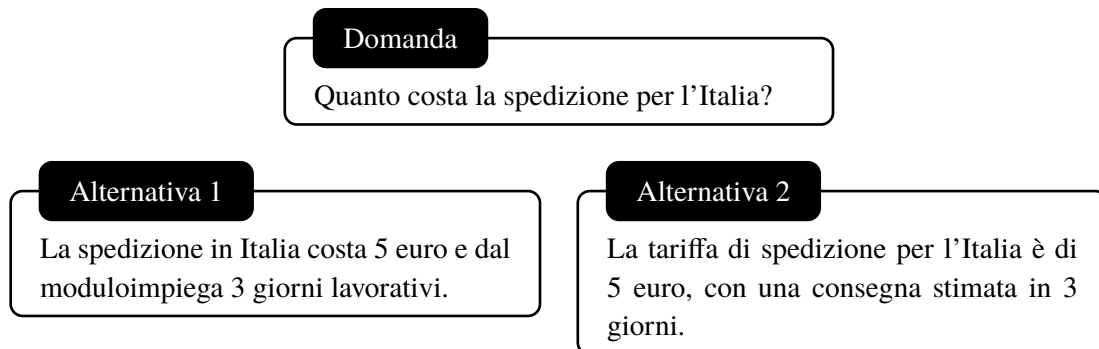 Domanda
Quanto costa la spedizione per l'Italia?
Alternativa 1
La spedizione in Italia costa 5 euro e dal
moduloimpiega 3 giorni lavorativi.
Alternativa 2
La tariffa di spedizione per l'Italia è di
5 euro, con una consegna stimata in 3
giorni.